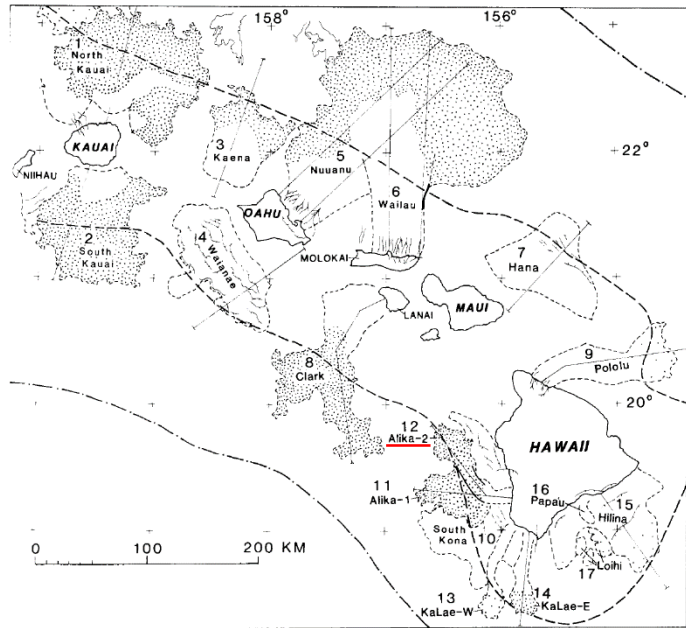 158°
156°
1
North
Kauai
KAUAI
NIIHAU
3
Kaena
5
Nuuanu
22°
6
Wailau
2
South
Kauai
4
Waianae
OAHU
MOLOKAI
7
Hana
LANAI
MAUI
8
Clark
9
Pololu
20°
12
Alika-2
HAWAII
11
Alika-1
16
Papau
15
Hilina
South
Kona
10
Loihi
17
0 100 200 KM
13
KaLae-W
14
KaLae-E